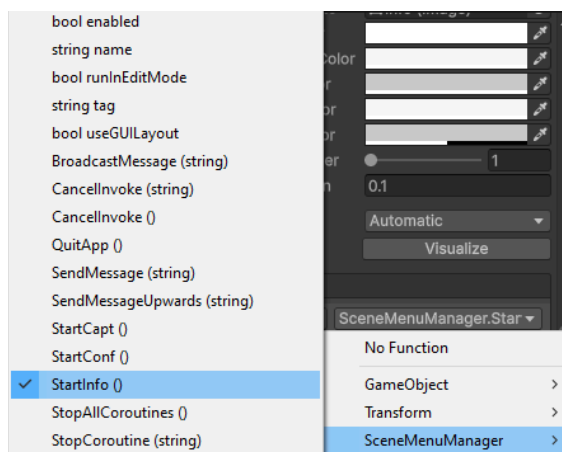 bool enabled
string name
bool runInEditMode
string tag
bool useGUILayout
BroadcastMessage (string)
CancelInvoke (string)
CancelInvoke ()
QuitApp ()
SendMessage (string)
SendMessageUpwards (string)
StartCapt ()
StartConf ()
StartInfo ()
StopAllCoroutines ()
StopCoroutine (string)
Color
1
0.1
Automatic
Visualize
SceneMenuManager.Star
No Function
GameObject
Transform
SceneMenuManager